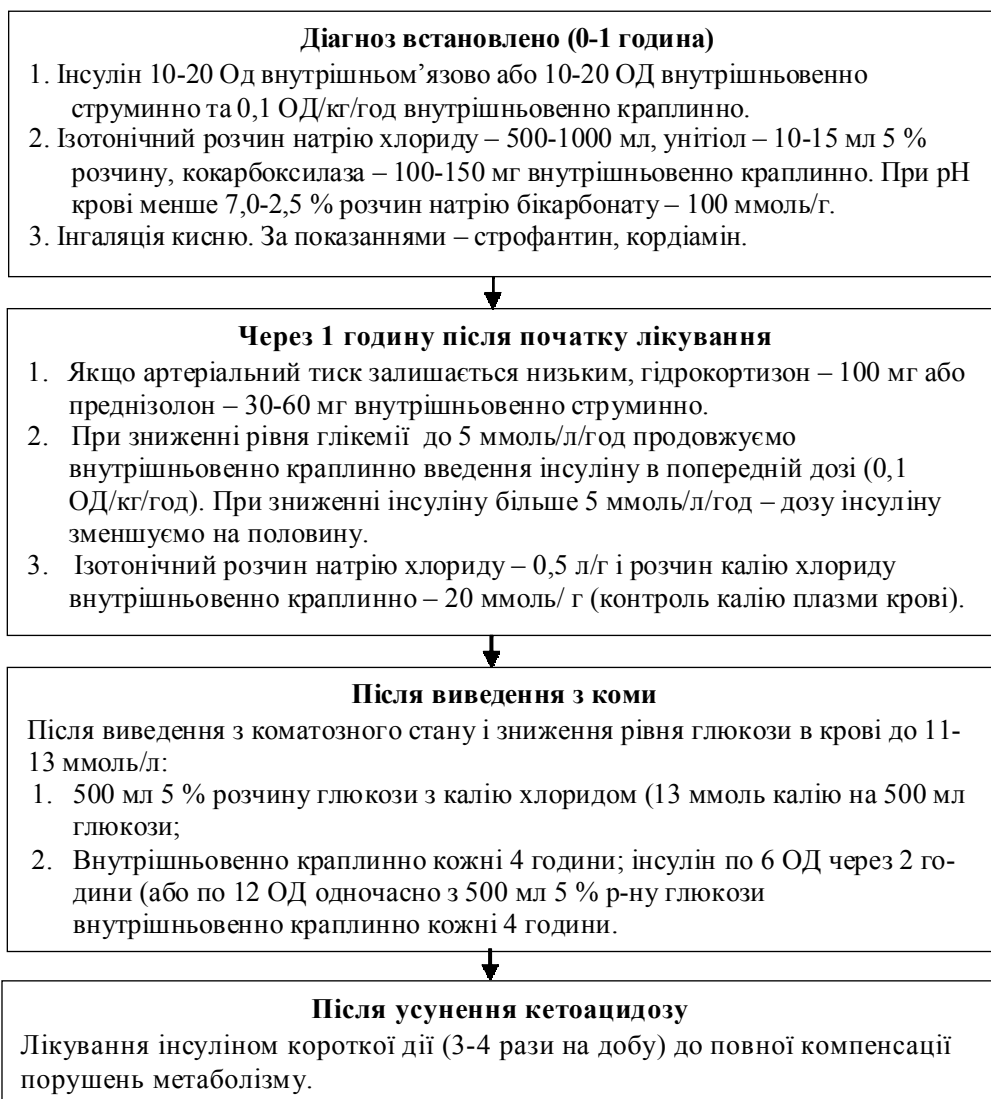 Діагноз встановлено (0-1 година)
1. Інсулін 10-20 Од внутрішньом’язово або 10-20 ОД внутрішньовенно
струминно та 0,1 ОД/кг/год внутрішньовенно краплинно.
2. Ізотонічний розчин натрію хлориду – 500-1000 мл, унітіол – 10-15 мл 5 %
розчину, кокарбоксилаза – 100-150 мг внутрішньовенно краплинно. При рН
крові менше 7,0-2,5 % розчин натрію бікарбонату – 100 ммоль/г.
3. Інгаляція кисню. За показаннями – строфантин, кордіамін.
Через 1 годину після початку лікування
1. Якщо артеріальний тиск залишається низьким, гідрокортизон – 100 мг або
преднізолон – 30-60 мг внутрішньовенно струминно.
2. При зниженні рівня глікемії до 5 ммоль/л/год продовжуємо
внутрішньовенно краплинно введення інсуліну в попередній дозі (0,1
ОД/кг/год). При зниженні інсуліну більше 5 ммоль/л/год – дозу інсуліну
зменшуємо на половину.
3. Ізотонічний розчин натрію хлориду – 0,5 л/г і розчин калію хлориду
внутрішньовенно краплинно – 20 ммоль/ г (контроль калію плазми крові).
Після виведення з коми
Після виведення з коматозного стану і зниження рівня глюкози в крові до 11-
13 ммоль/л:
1. 500 мл 5 % розчину глюкози з калію хлоридом (13 ммоль калію на 500 мл
глюкози;
2. Внутрішньовенно краплинно кожні 4 години; інсулін по 6 ОД через 2 го-
дини (або по 12 ОД одночасно з 500 мл 5 % р-ну глюкози
внутрішньовенно краплинно кожні 4 години.
Після усунення кетоацидозу
Лікування інсуліном короткої дії (3-4 рази на добу) до повної компенсації
порушень метаболізму.